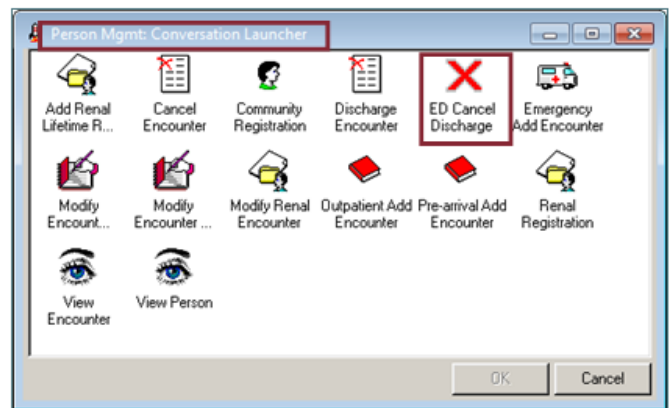 Person Mgmt: Conversation Launcher
Add Renal Cancel Community Discharge ED Cancel Emergency
Lifetime R... Encounter Registration Encounter Discharge Add Encounter
Modify Modify Modify Renal Outpatient Add Pre-arrival Add Renal
Encount... Encounter ... Encounter Encounter Encounter Registration
View View Person
Encounter
OK Cancel